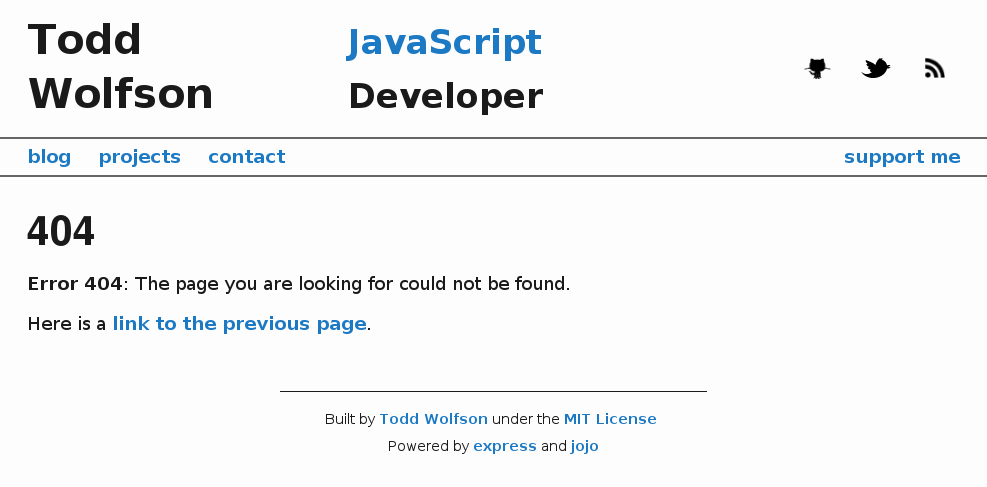 Todd
Wolfson
JavaScript
Developer
blog projects contact support me
404
Error 404: The page you are looking for could not be found.
Here is a link to the previous page.
Built by Todd Wolfson under the MIT License
Powered by express and jojo